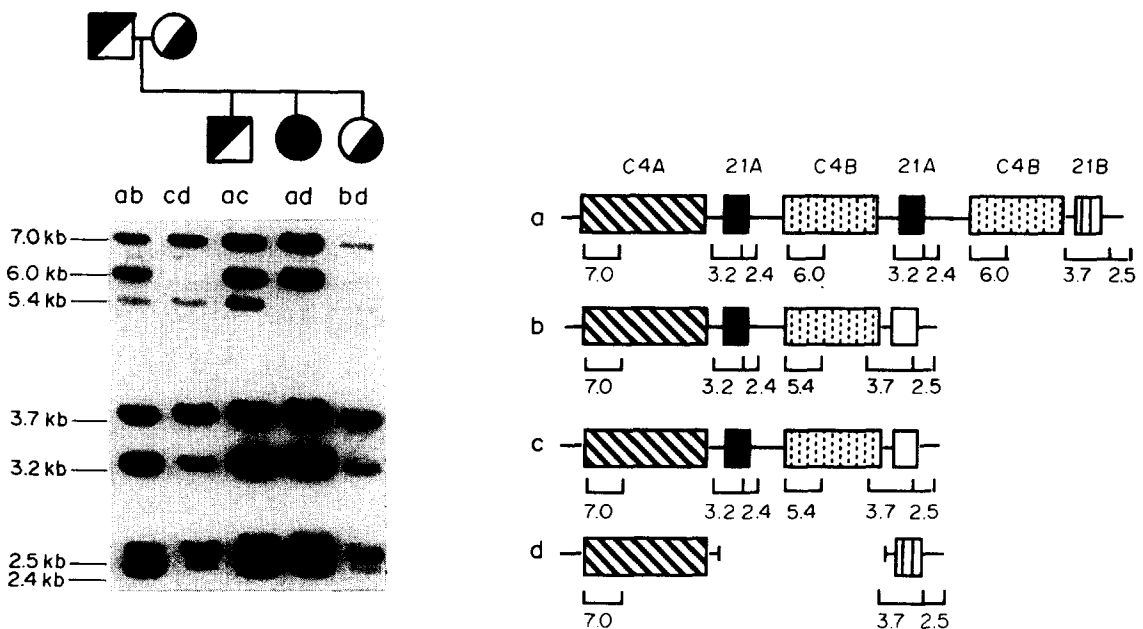 ab cd ac ad bd
7.0 kb
6.0 kb
5.4 kb
3.7 kb
3.2 kb
2.5 kb
2.4 kb
C4A 21A C4B 21A C4B 21B
a
7.0 3.2 2.4 6.0 3.2 2.4 6.0 3.7 2.5
b
7.0 3.2 2.4 5.4 3.7 2.5
c
7.0 3.2 2.4 5.4 3.7 2.5
d
7.0 3.7 2.5